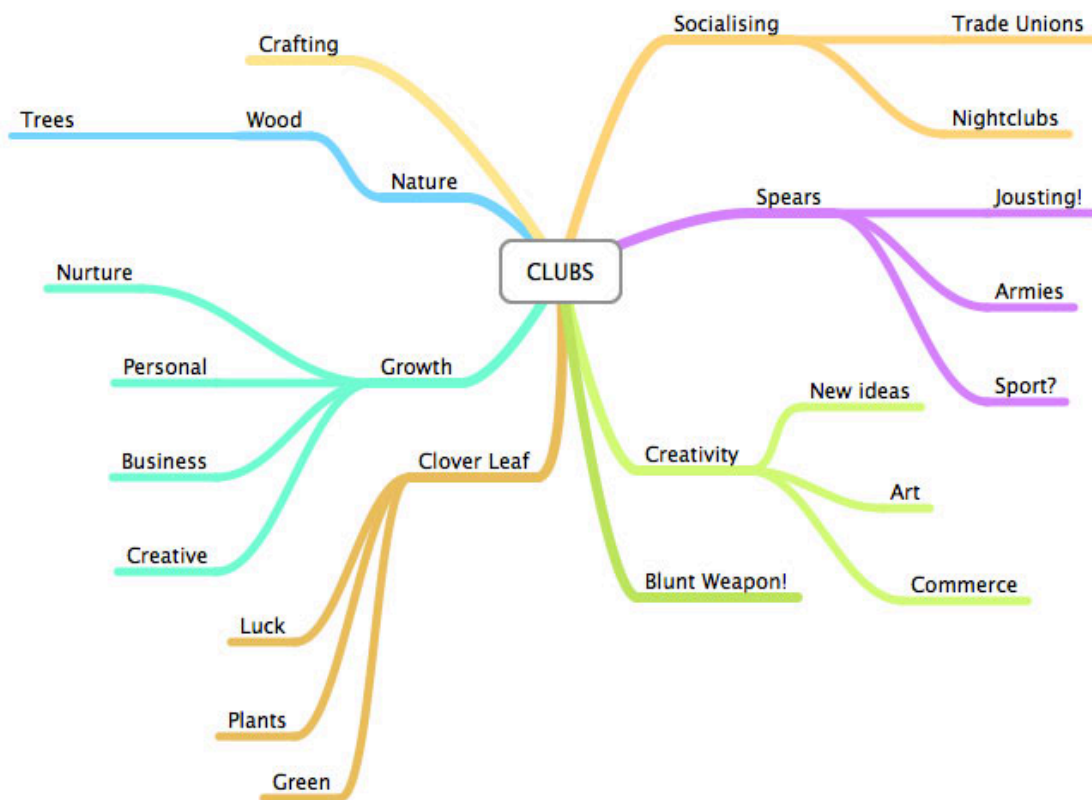 CLUBS
Crafting
Nature
Wood
Trees
Growth
Nurture
Personal
Business
Creative
Clover Leaf
Luck
Plants
Green
Socialising
Trade Unions
Nightclubs
Spears
Jousting!
Armies
Sport?
Creativity
New ideas
Art
Commerce
Blunt Weapon!